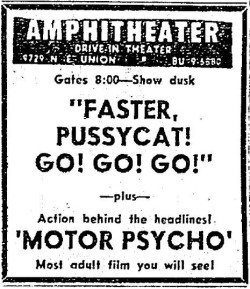 AMPHITHEATER
DRIVE-IN THEATER
9729 N. E. UNION BU-9-5580
Gates 8:00—Show dusk
"FASTER,
PUSSYCAT!
GO! GO! GO!"
—plus—
Action behind the headlines!
'MOTOR PSYCHO'
Most adult film you will see!